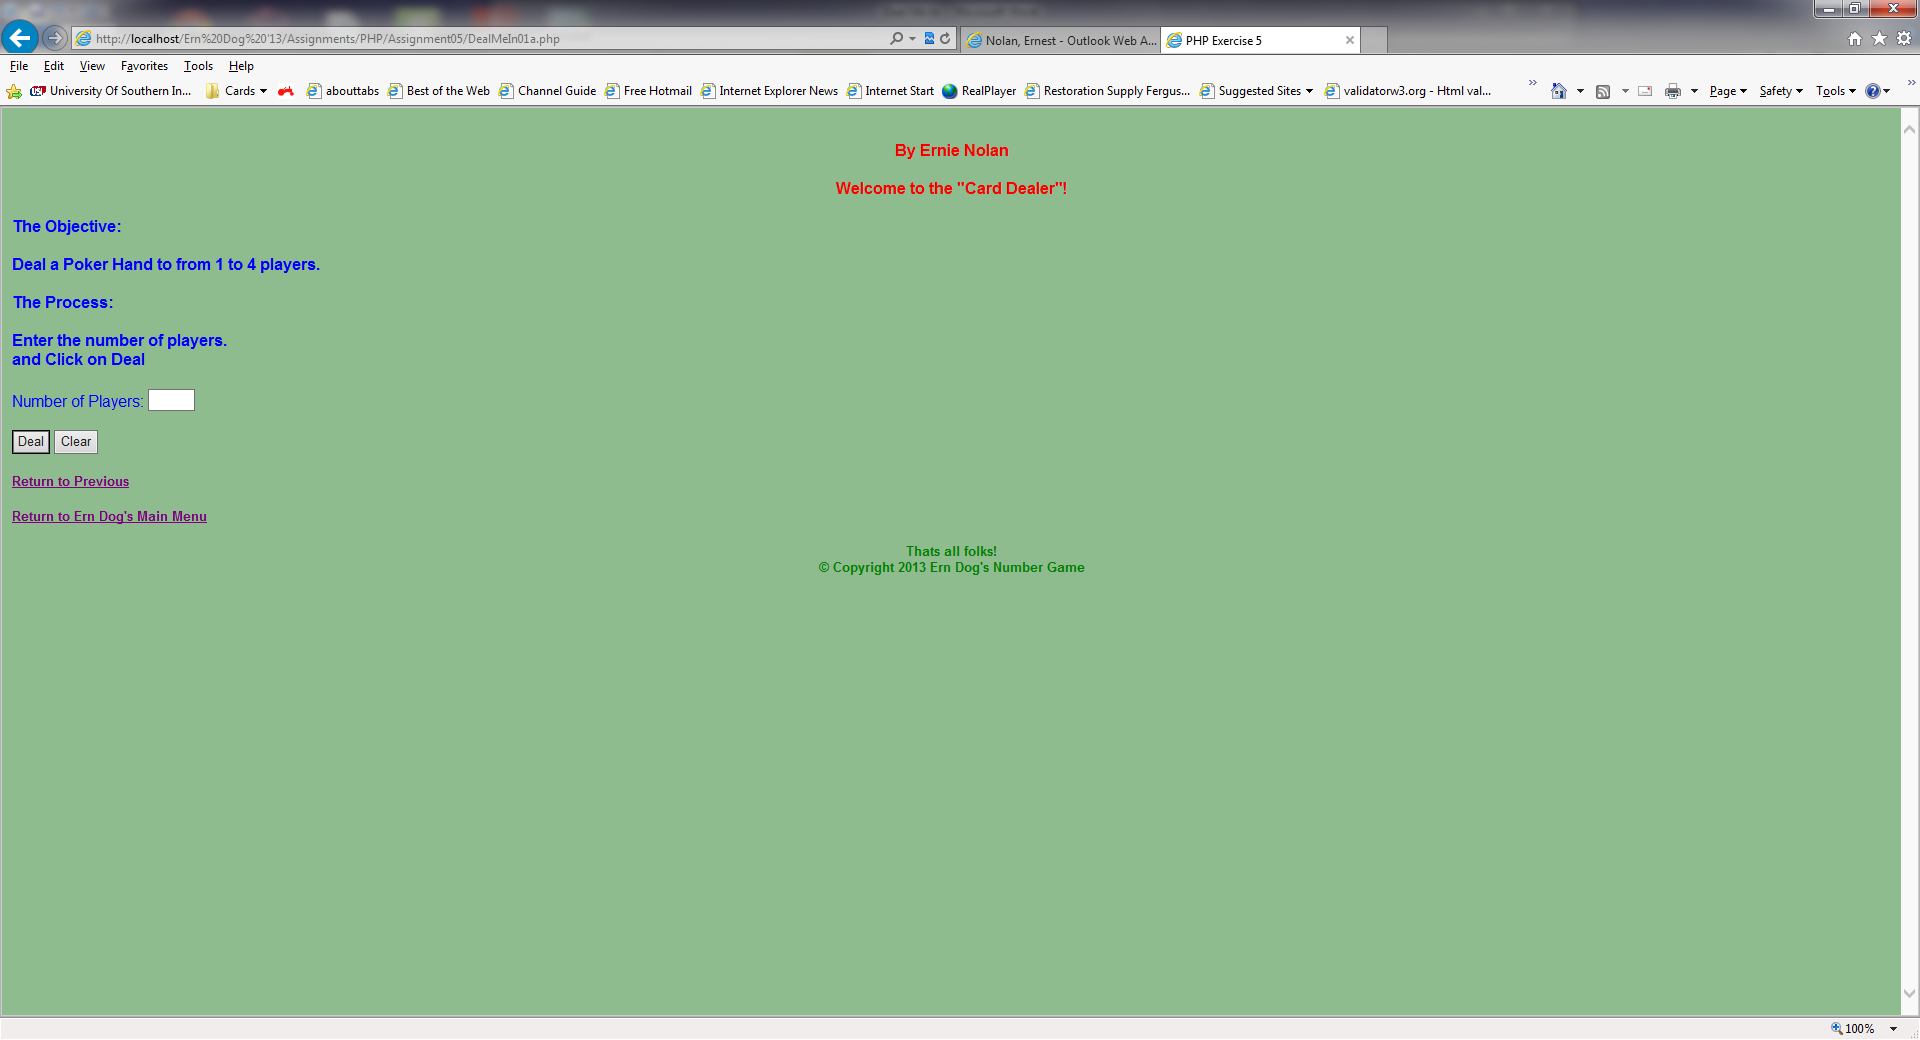 http://localhost/Ern%20Dog%20'13/Assignments/PHP/Assignment05/DealMeIn01a.php
Nolan, Ernest - Outlook Web A...
PHP Exercise 5
File Edit View Favorites Tools Help
University Of Southern In... Cards abouttabs Best of the Web Channel Guide Free Hotmail Internet Explorer News Internet Start RealPlayer Restoration Supply Fergus... Suggested Sites validatorw3.org - Html val... » Page Safety Tools »
By Ernie Nolan
Welcome to the "Card Dealer"!
The Objective:
Deal a Poker Hand to from 1 to 4 players.
The Process:
Enter the number of players.
and Click on Deal
Number of Players:
Deal Clear
Return to Previous
Return to Ern Dog's Main Menu
Thats all folks!
© Copyright 2013 Ern Dog's Number Game
100%